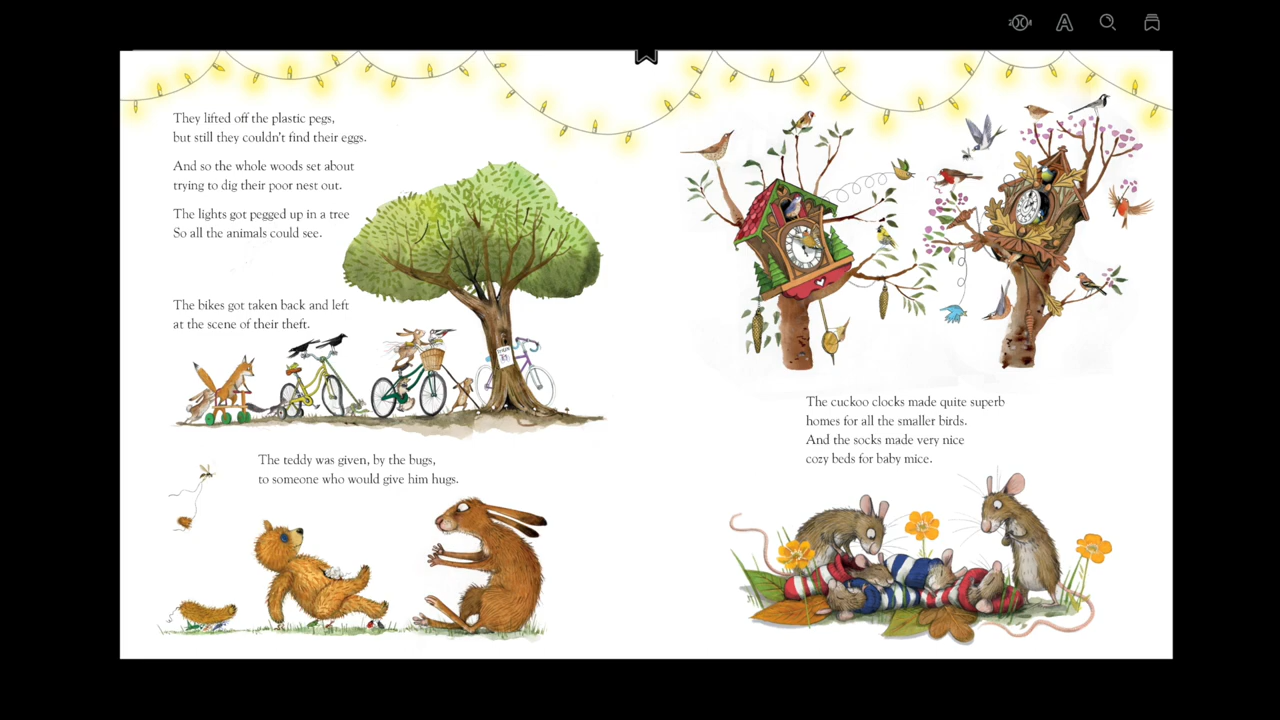 They lifted off the plastic pegs,
but still they couldn't find their eggs.
And so the whole woods set about
trying to dig their poor nest out.
The lights got pegged up in a tree
So all the animals could see.
The bikes got taken back and left
at the scene of their theft.
The teddy was given, by the bugs,
to someone who would give him hugs.
The cuckoo clocks made quite superb
homes for all the smaller birds.
And the socks made very nice
cozy beds for baby mice.